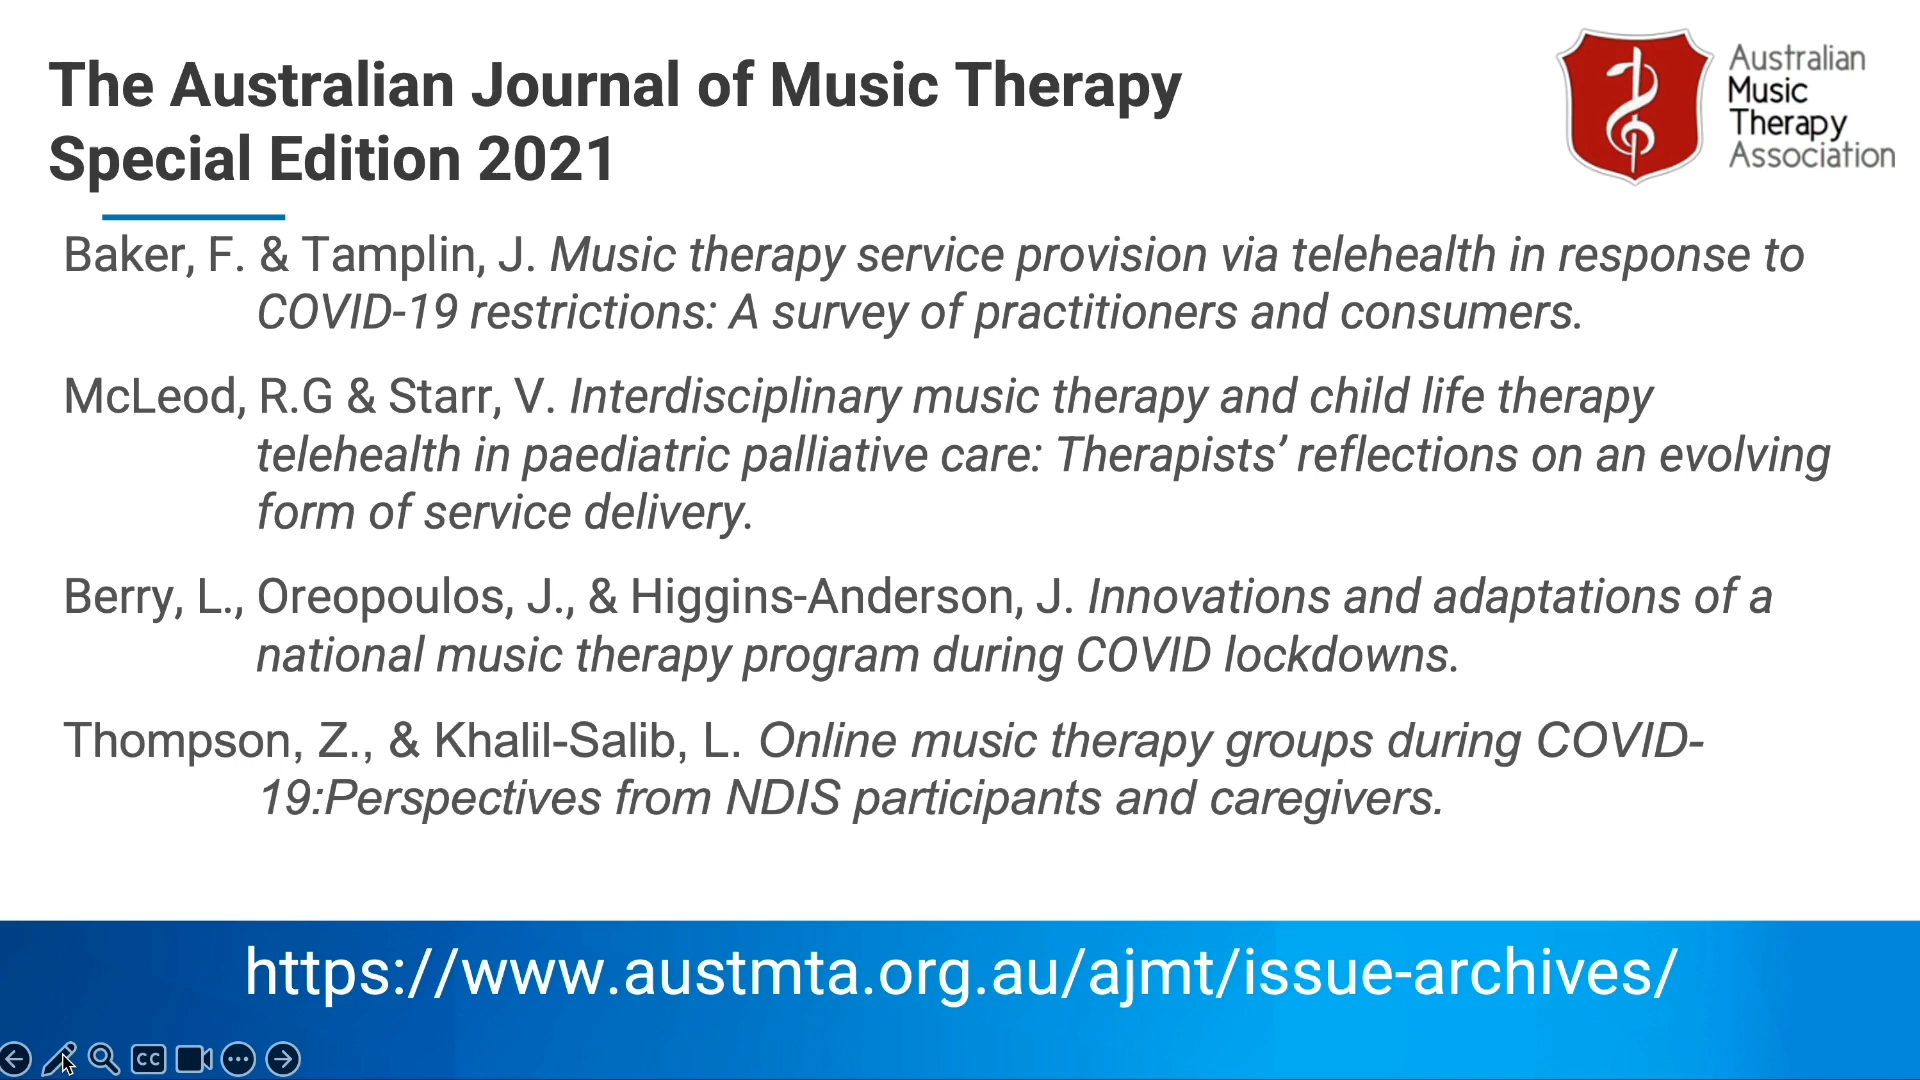 The Australian Journal of Music Therapy
Special Edition 2021
Australian
Music
Therapy
Association
Baker, F. & Tamplin, J. Music therapy service provision via telehealth in response to
COVID-19 restrictions: A survey of practitioners and consumers.
McLeod, R.G & Starr, V. Interdisciplinary music therapy and child life therapy
telehealth in paediatric palliative care: Therapists’ reflections on an evolving
form of service delivery.
Berry, L., Oreopoulos, J., & Higgins-Anderson, J. Innovations and adaptations of a
national music therapy program during COVID lockdowns.
Thompson, Z., & Khalil-Salib, L. Online music therapy groups during COVID-
19:Perspectives from NDIS participants and caregivers.
https://www.austmta.org.au/ajmt/issue-archives/
CC